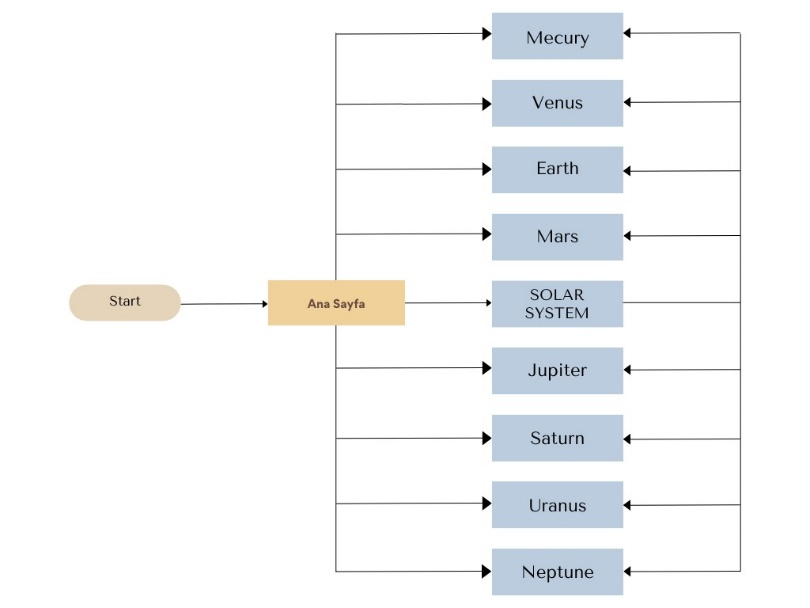 Start
Ana Sayfa
Mecury
Venus
Earth
Mars
SOLAR
SYSTEM
Jupiter
Saturn
Uranus
Neptune